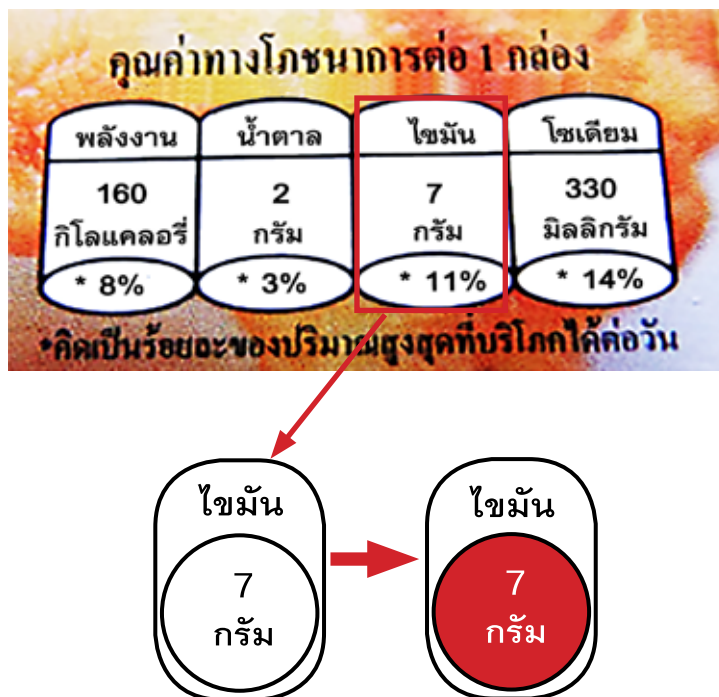 คุณค่าทางโภชนาการต่อ 1 กล่อง
พลังงาน น้ำตาล ไขมัน โซเดียม
160 2 7 330
กิโลแคลอรี่ กรัม กรัม มิลลิกรัม
* 8% * 3% * 11% * 14%
*คิดเป็นร้อยละของปริมาณสูงสุดที่บริโภคได้ต่อวัน
ไขมัน ไขมัน
7 7
กรัม กรัม